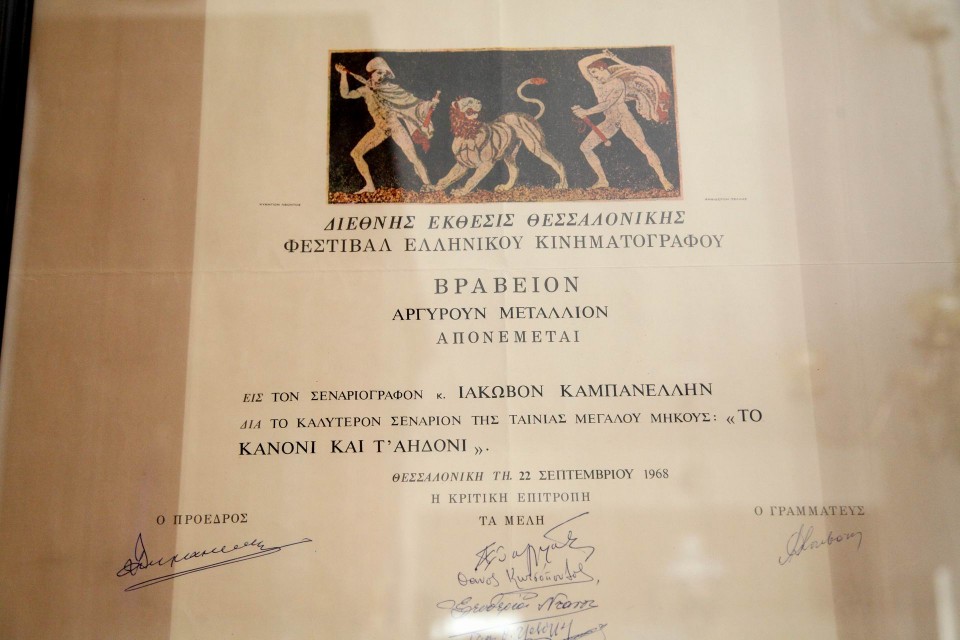 ΔΙΕΘΝΗΣ ΕΚΘΕΣΙΣ ΘΕΣΣΑΛΟΝΙΚΗΣ
ΦΕΣΤΙΒΑΛ ΕΛΛΗΝΙΚΟΥ ΚΙΝΗΜΑΤΟΓΡΑΦΟΥ
ΒΡΑΒΕΙΟΝ
ΑΡΓΥΡΟΥΝ ΜΕΤΑΛΛΙΟΝ
ΑΠΟΝΕΜΕΤΑΙ
ΕΙΣ ΤΟΝ ΣΕΝΑΡΙΟΓΡΑΦΟΝ κ. ΙΑΚΩΒΟΝ ΚΑΜΠΑΝΕΛΛΗΝ
ΔΙΑ ΤΟ ΚΑΛΥΤΕΡΟΝ ΣΕΝΑΡΙΟΝ ΤΗΣ ΤΑΙΝΙΑΣ ΜΕΓΑΛΟΥ ΜΗΚΟΥΣ: «ΤΟ
ΚΑΝΟΝΙ ΚΑΙ Τ'ΑΗΔΟΝΙ».
ΘΕΣΣΑΛΟΝΙΚΗ ΤΗ. 22 ΣΕΠΤΕΜΒΡΙΟΥ 1968
Η ΚΡΙΤΙΚΗ ΕΠΙΤΡΟΠΗ
Ο ΠΡΟΕΔΡΟΣ
ΤΑ ΜΕΛΗ
Ο ΓΡΑΜΜΑΤΕΥΣ
Θάνος Κωτσόπουλος